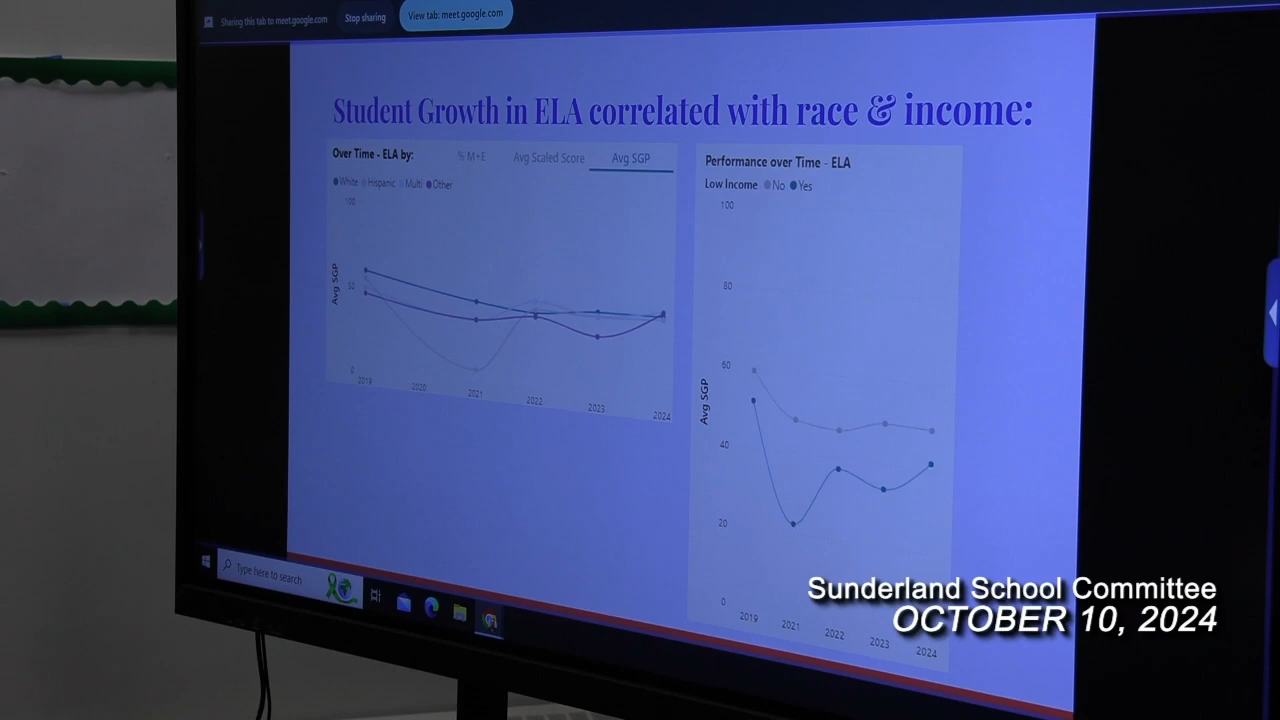 Sharing this tab to meet.google.com Stop sharing View tab: meet.google.com
Student Growth in ELA correlated with race & income:
Over Time - ELA by: % M+E Avg Scaled Score Avg SGP
White Hispanic Multi Other
100
50
0
Avg SGP
2019 2020 2021 2022 2023 2024
Performance over Time - ELA
Low Income No Yes
100
80
60
40
20
0
Avg SGP
2019 2021 2022 2023 2024
Type here to search
Sunderland School Committee
OCTOBER 10, 2024